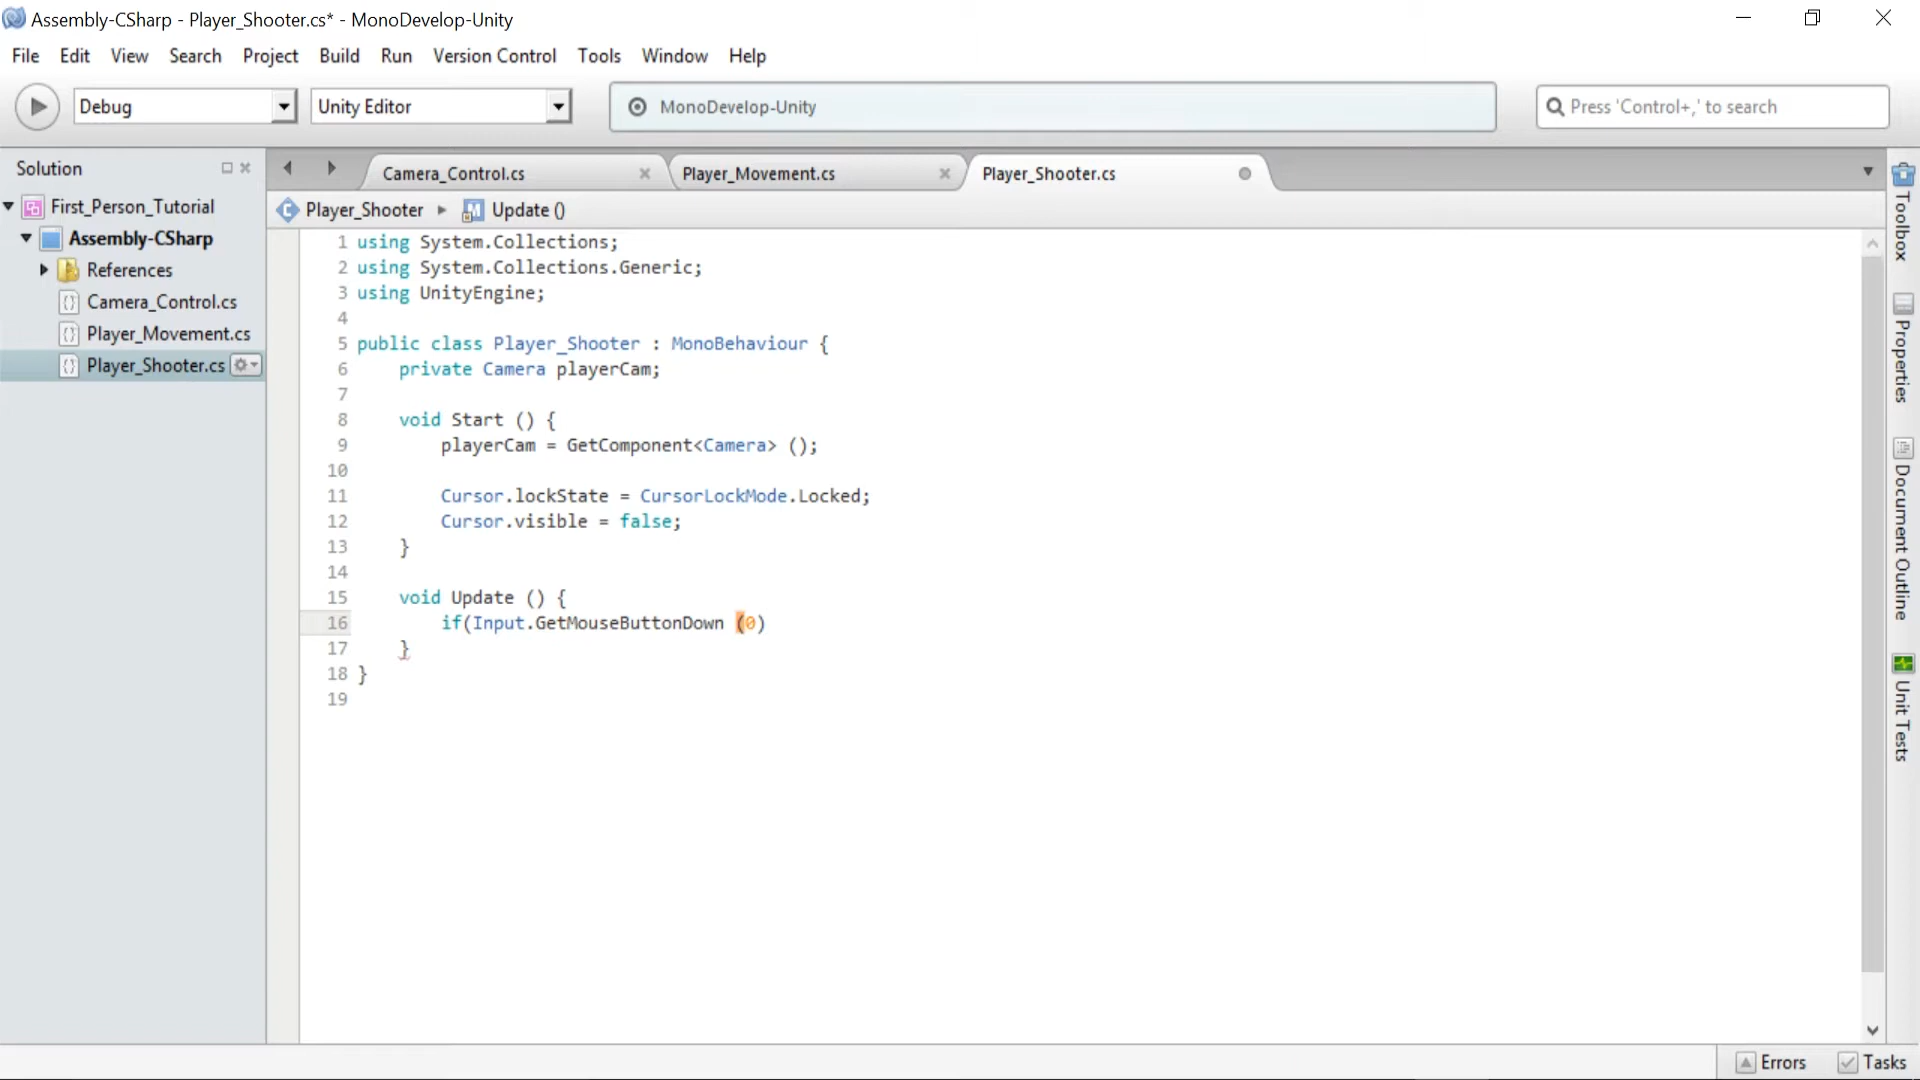 Assembly-CSharp - Player_Shooter.cs* - MonoDevelop-Unity
File Edit View Search Project Build Run Version Control Tools Window Help
Debug Unity Editor MonoDevelop-Unity Press 'Control+,' to search
Solution
First_Person_Tutorial
Assembly-CSharp
References
Camera_Control.cs
Player_Movement.cs
Player_Shooter.cs
Camera_Control.cs Player_Movement.cs Player_Shooter.cs
Player_Shooter Update ()
1 using System.Collections;
2 using System.Collections.Generic;
3 using UnityEngine;
4
5 public class Player_Shooter : MonoBehaviour {
6 private Camera playerCam;
7
8 void Start () {
9 playerCam = GetComponent<Camera> ();
10
11 Cursor.lockState = CursorLockMode.Locked;
12 Cursor.visible = false;
13 }
14
15 void Update () {
16 if(Input.GetMouseButtonDown (0)
17 }
18 }
19
Toolbox
Properties
Document Outline
Unit Tests
Errors Tasks